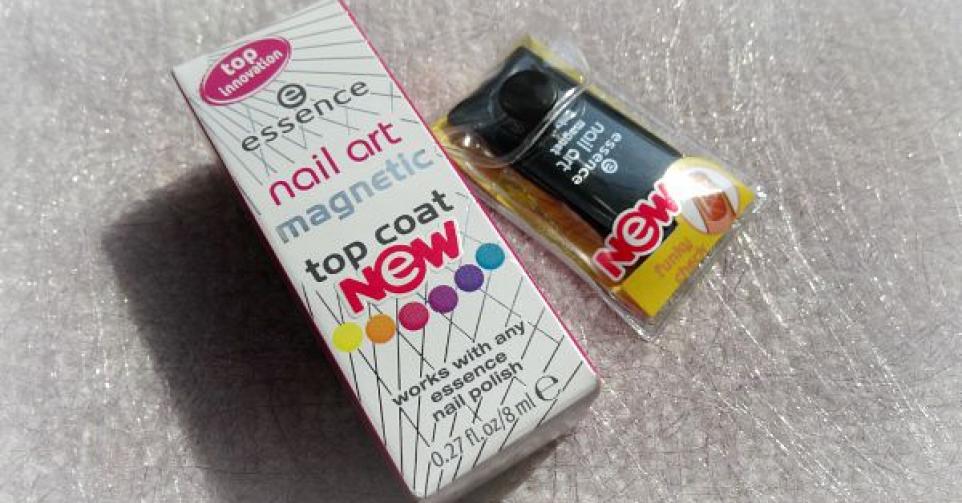 top
innovation
essence
nail art
magnetic
top coat
NEW
works with any
essence
nail polish
0.27 fl.oz/8 ml e
essence
nail art
magnet
NEW
funky